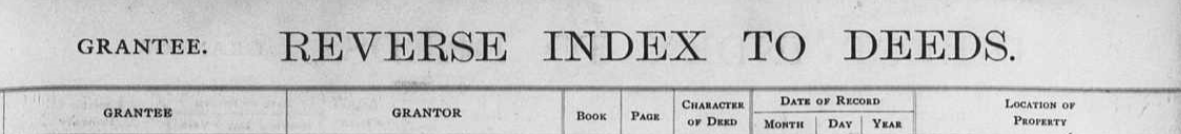 GRANTEE. REVERSE INDEX TO DEEDS.
GRANTEE GRANTOR BOOK PAGE CHARACTER OF DEED DATE OF RECORD MONTH DAY YEAR LOCATION OF PROPERTY